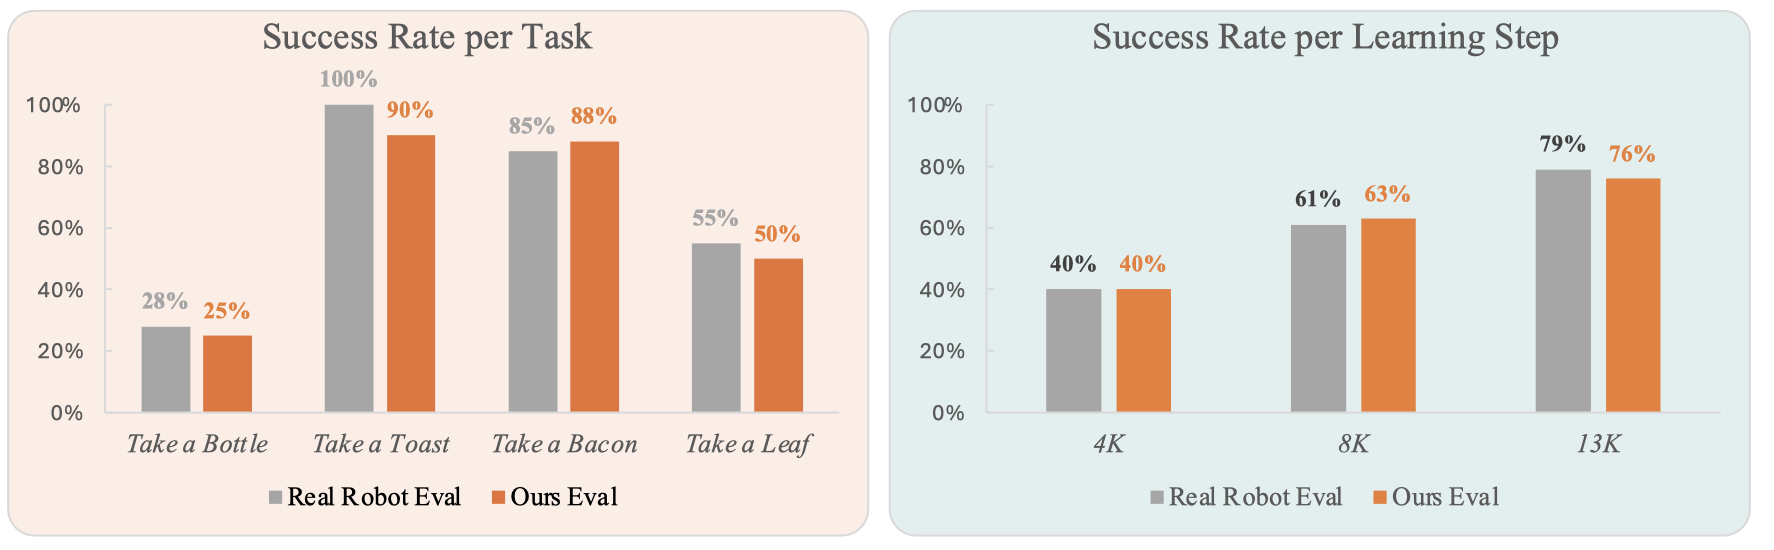 Success Rate per Task
100%
80%
60%
40%
20%
0%
28%
25%
100%
90%
85%
88%
55%
50%
Take a Bottle
Take a Toast
Take a Bacon
Take a Leaf
Real Robot Eval
Ours Eval
Success Rate per Learning Step
100%
80%
60%
40%
20%
0%
40%
40%
61%
63%
79%
76%
4K
8K
13K
Real Robot Eval
Ours Eval